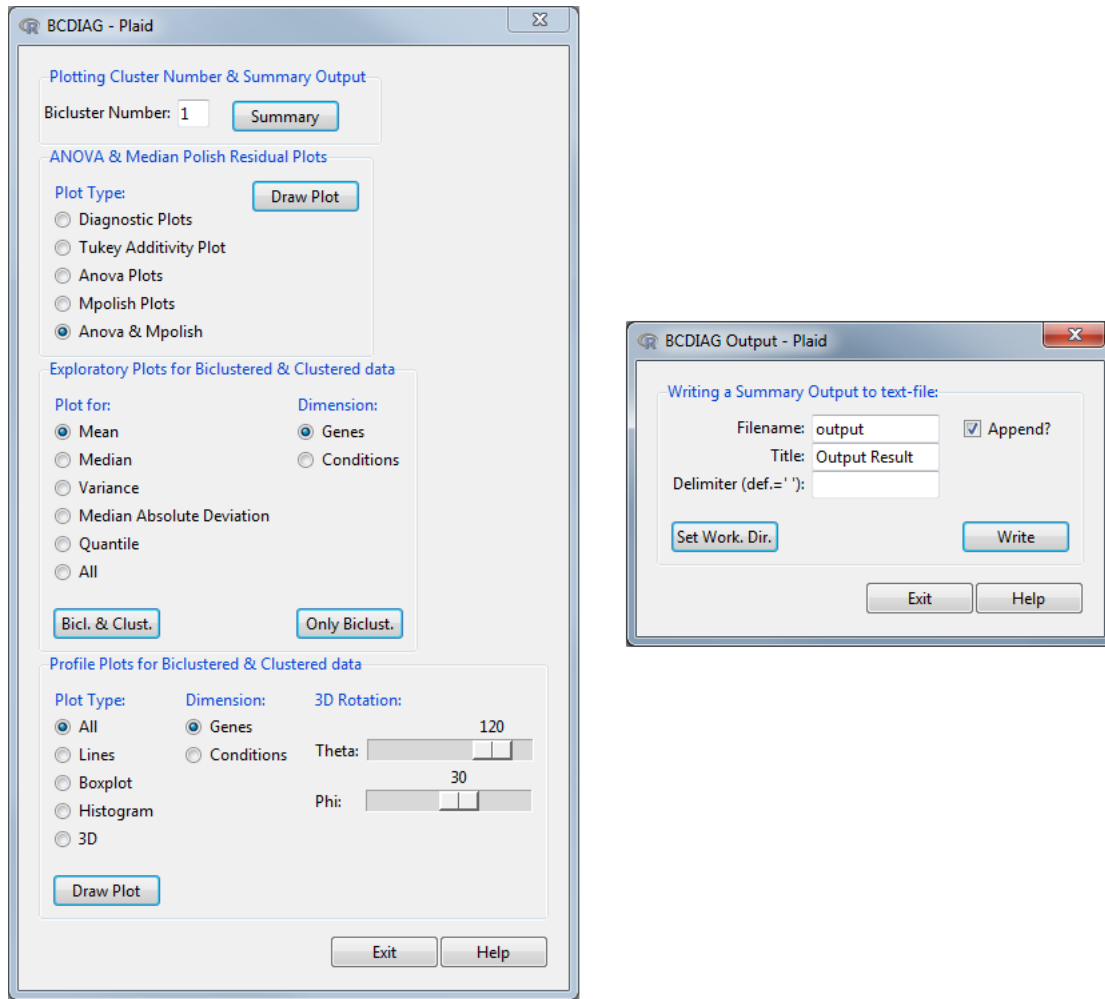 BCDIAG - Plaid
Plotting Cluster Number & Summary Output
Bicluster Number: 1 Summary
ANOVA & Median Polish Residual Plots
Plot Type: Draw Plot
Diagnostic Plots
Tukey Additivity Plot
Anova Plots
Mpolish Plots
Anova & Mpolish
Exploratory Plots for Biclustered & Clustered data
Plot for: Dimension:
Mean Genes
Median Conditions
Variance
Median Absolute Deviation
Quantile
All
Bicl. & Clust. Only Biclust.
Profile Plots for Biclustered & Clustered data
Plot Type: Dimension: 3D Rotation:
All Genes 120
Lines Conditions Theta:
Boxplot 30
Histogram Phi:
3D
Draw Plot
Exit Help
BCDIAG Output - Plaid
Writing a Summary Output to text-file:
Filename: output Append?
Title: Output Result
Delimiter (def.=' '):
Set Work. Dir. Write
Exit Help